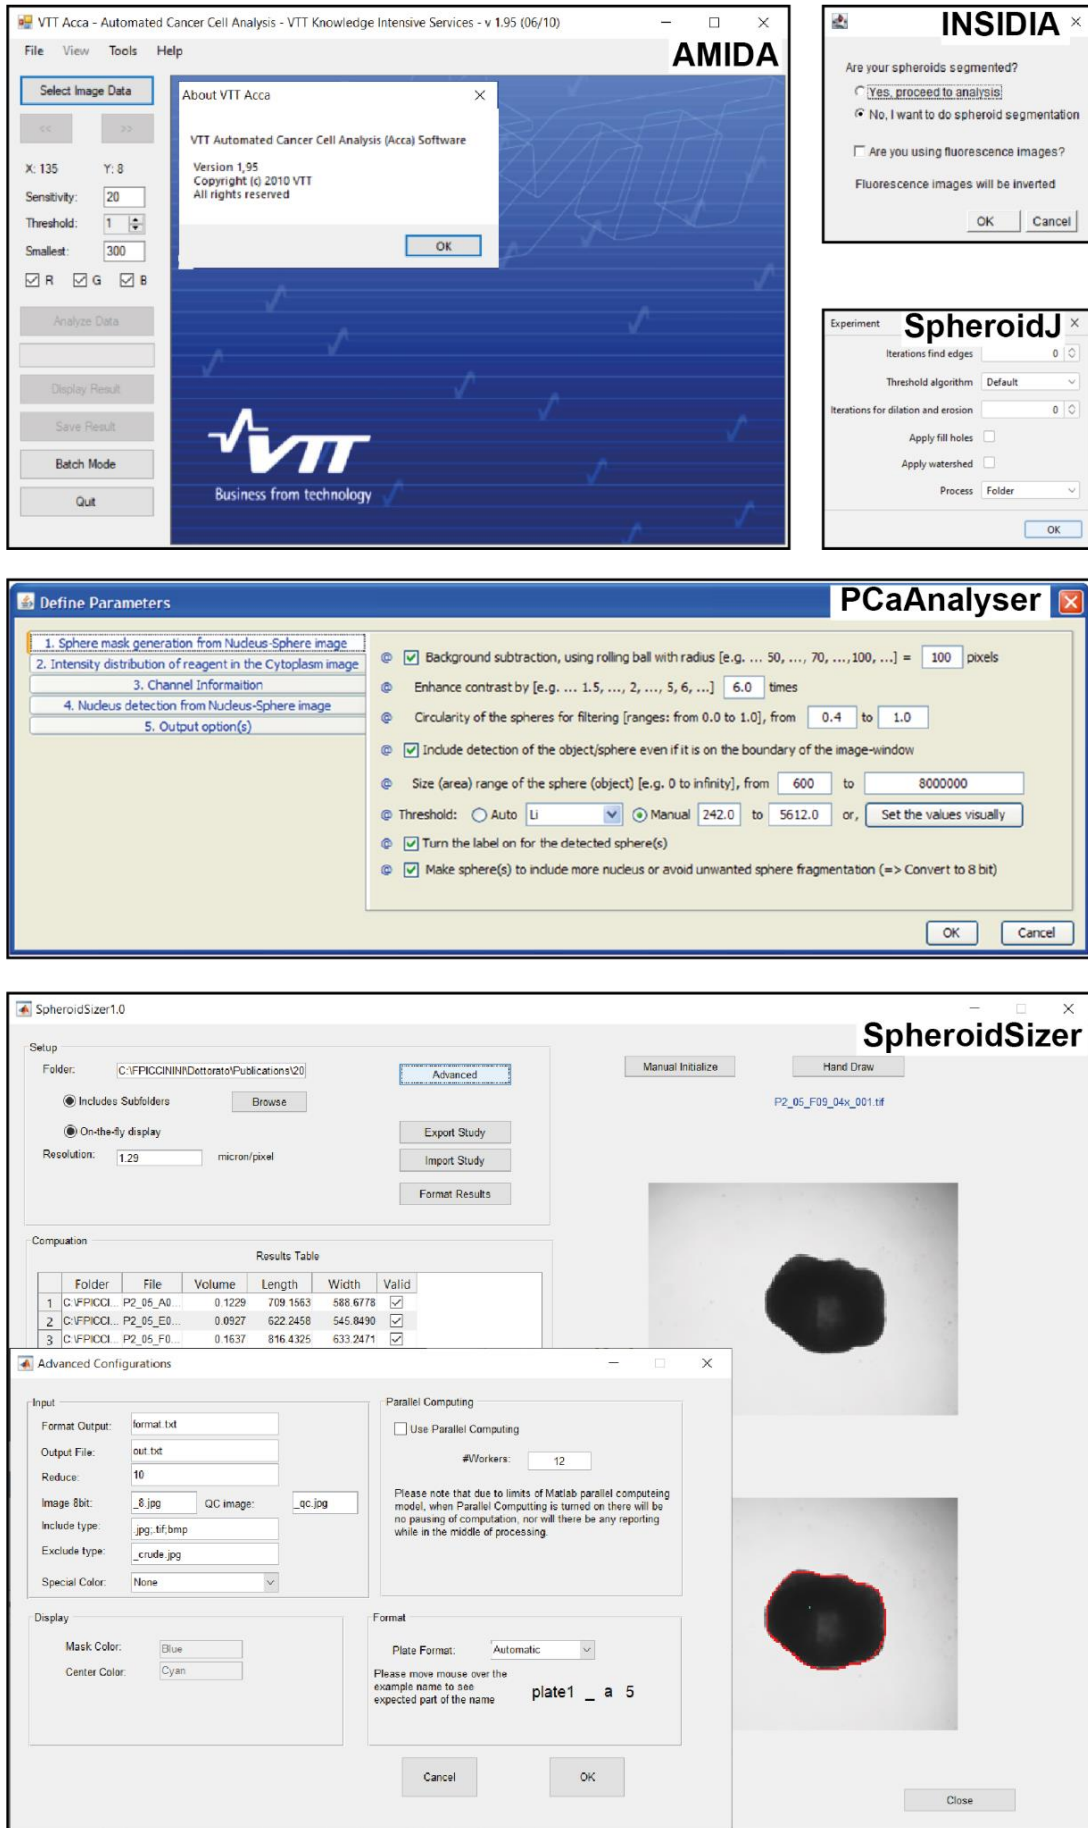 VTT Acca - Automated Cancer Cell Analysis - VTT Knowledge Intensive Services - v 1.95 (06/10)
File View Tools Help
AMIDA
Select Image Data
<< >>
X: 135 Y: 8
Sensitivity: 20
Threshold: 1
Smallest: 300
R G B
Analyze Data
Display Result
Save Result
Batch Mode
Quit
About VTT Acca
VTT Automated Cancer Cell Analysis (Acca) Software
Version 1,95
Copyright (c) 2010 VTT
All rights reserved
OK
VTT
Business from technology
INSIDIA
Are your spheroids segmented?
Yes, proceed to analysis
No, I want to do spheroid segmentation
Are you using fluorescence images?
Fluorescence images will be inverted
OK Cancel
Experiment
SpheroidJ
Iterations find edges 0
Threshold algorithm Default
Iterations for dilation and erosion 0
Apply fill holes
Apply watershed
Process Folder
OK
Define Parameters
PCaAnalyser
1. Sphere mask generation from Nucleus-Sphere image
2. Intensity distribution of reagent in the Cytoplasm image
3. Channel Informaition
4. Nucleus detection from Nucleus-Sphere image
5. Output option(s)
@ Background subtraction, using rolling ball with radius [e.g. ... 50, ..., 70, ...,100, ...] = 100 pixels
@ Enhance contrast by [e.g. ... 1.5, ..., 2, ..., 5, 6, ...] 6.0 times
@ Circularity of the spheres for filtering [ranges: from 0.0 to 1.0], from 0.4 to 1.0
@ Include detection of the object/sphere even if it is on the boundary of the image-window
@ Size (area) range of the sphere (object) [e.g. 0 to infinity], from 600 to 8000000
@ Threshold: Auto Li Manual 242.0 to 5612.0 or, Set the values visually
@ Turn the label on for the detected sphere(s)
@ Make sphere(s) to include more nucleus or avoid unwanted sphere fragmentation (=> Convert to 8 bit)
OK Cancel
SpheroidSizer1.0
SpheroidSizer
Setup
Folder: C:\FPICCININI\Dottorato\Publications\20
Includes Subfolders Browse
On-the-fly display
Resolution: 1.29 micron/pixel
Advanced
Export Study
Import Study
Format Results
Manual Initialize Hand Draw
P2_05_F09_04x_001.tif
Compuation
Results Table
Folder File Volume Length Width Valid
1 C:\FPICCI... P2_05_A0... 0.1229 709.1563 588.6778
2 C:\FPICCI... P2_05_E0... 0.0927 622.2458 545.8490
3 C:\FPICCI... P2_05_F0... 0.1637 816.4325 633.2471
Advanced Configurations
Input
Format Output: format.txt
Output File: out.txt
Reduce: 10
Image 8bit: _8.jpg QC image: _qc.jpg
Include type: .jpg;.tif;bmp
Exclude type: _crude.jpg
Special Color: None
Parallel Computing
Use Parallel Computing
#Workers: 12
Please note that due to limits of Matlab parallel computeing
model, when Parallel Computting is turned on there will be
no pausing of computation, nor will there be any reporting
while in the middle of processing.
Display
Mask Color: Blue
Center Color: Cyan
Format
Plate Format: Automatic
Please move mouse over the
example name to see
expected part of the name
plate1 _ a 5
Cancel OK
Close